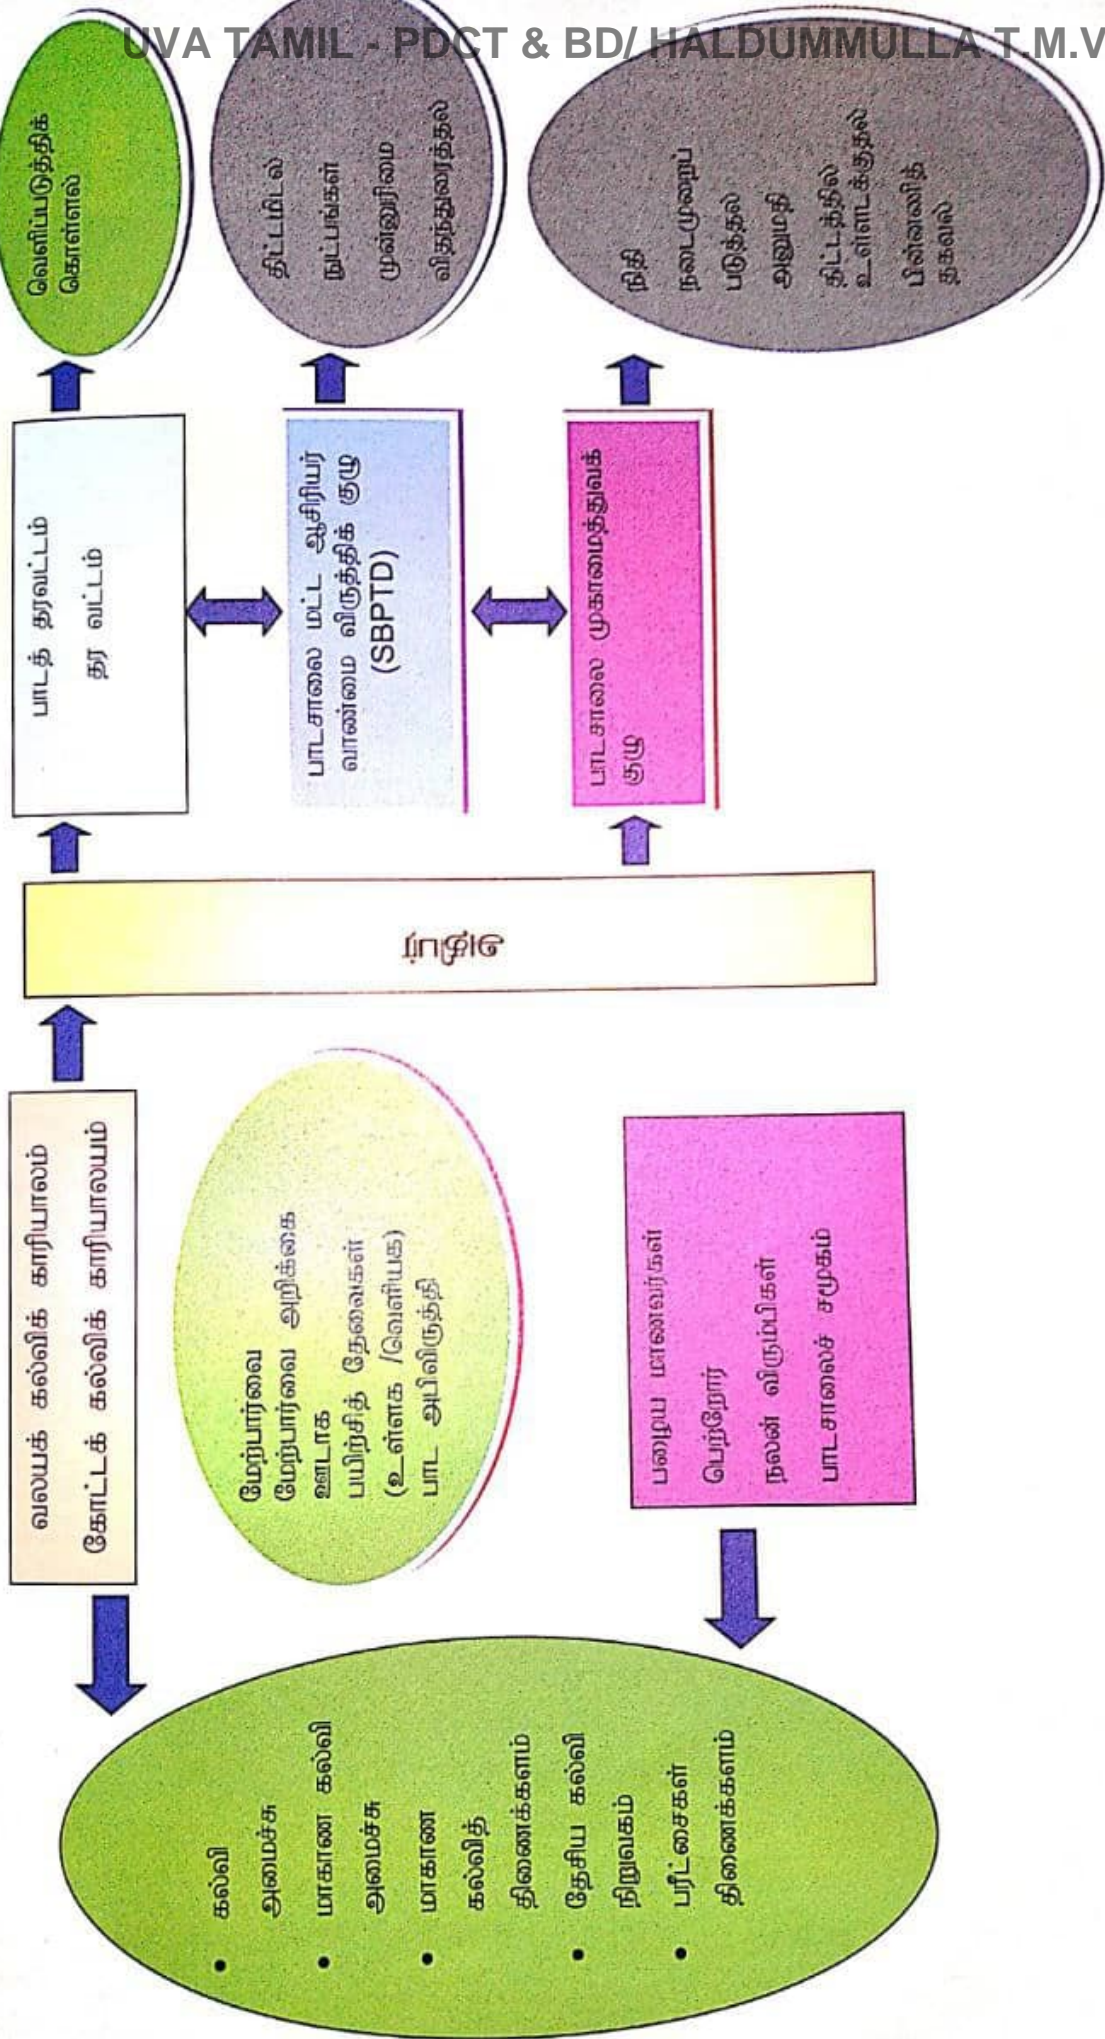 UVA TAMIL - PDCT & BD/ HALDUMMULLA T.M.V
வலயக் கல்விக் காரியாலம்
கோட்டக் கல்விக் காரியாலயம்
பாடத் தரவட்டம்
தர வட்டம்
வெளிப்படுத்திக்
கொள்ளல்
• கல்வி
அமைச்சு
• மாகாண கல்வி
அமைச்சு
• மாகாண
கல்வித்
திணைக்களம்
• தேசிய கல்வி
நிறுவகம்
• பரீட்சைகள்
திணைக்களம்
மேற்பார்வை
மேற்பார்வை அறிக்கை
ஊடாக
பயிற்சித் தேவைகள்
(உள்ளக /வெளியக)
பாட அபிவிருத்தி
அதிபர்
பாடசாலை மட்ட ஆசிரியர்
வாண்மை விருத்திக் குழு
(SBPTD)
திட்டமிடல்
நுட்பங்கள்
முன்னுரிமை
விதந்துரைத்தல்
பழைய மாணவர்கள்
பெற்றோர்
நலன் விரும்பிகள்
பாடசாலைச் சமூகம்
பாடசாலை முகாமைத்துவக்
குழு
நிதி
நடைமுறைப்
படுத்தல்
அனுமதி
திட்டத்தில்
உள்ளடக்குதல்
பின்னணித்
தகவல்